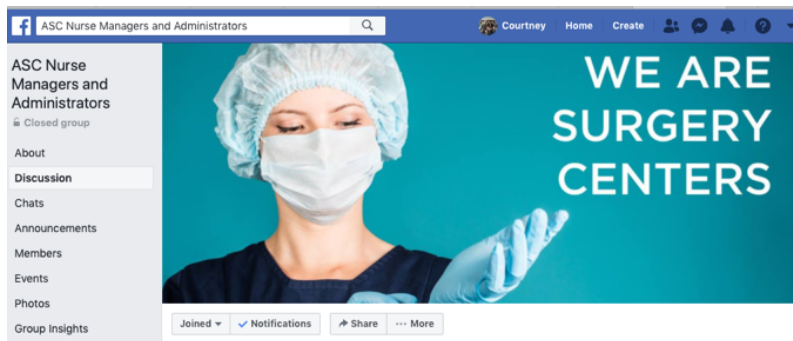 ASC Nurse Managers and Administrators
Courtney
Home
Create
ASC Nurse
Managers and
Administrators
Closed group
About
Discussion
Chats
Announcements
Members
Events
Photos
Group Insights
WE ARE
SURGERY
CENTERS
Joined
Notifications
Share
More